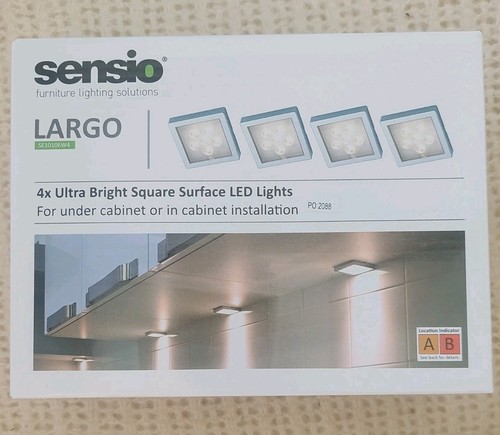 sensio®
furniture lighting solutions
LARGO
SE1010EW4
4x Ultra Bright Square Surface LED Lights
For under cabinet or in cabinet installation PO 2088
Location Indicator
A B
See back for details